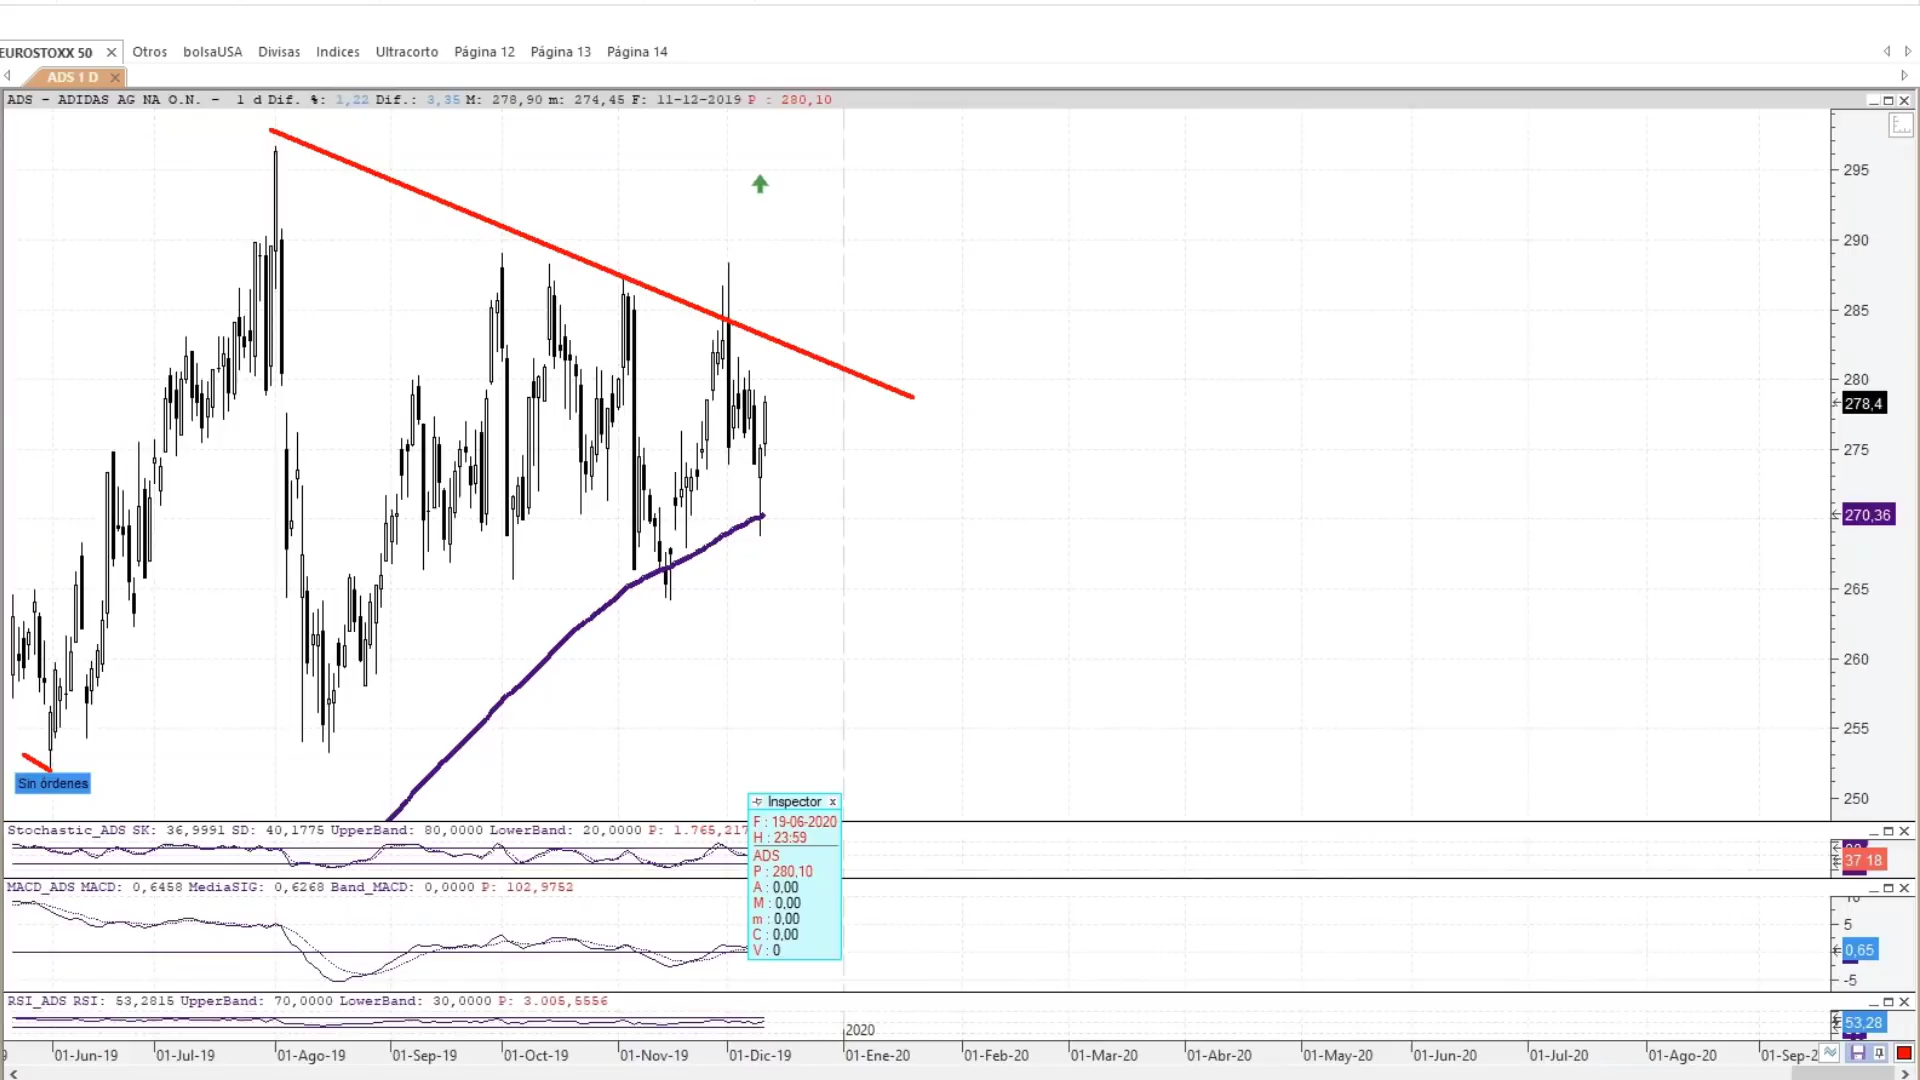 EUROSTOXX 50 Otros bolsaUSA Divisas Indices Ultracorto Página 12 Página 13 Página 14
ADS 1 D
ADS - ADIDAS AG NA O.N. - 1 d Dif. %: 1,22 Dif.: 3,35 M: 278,90 m: 274,45 F: 11-12-2019 P : 280,10
295
290
285
280
278,4
275
270,36
265
260
255
250
Sin órdenes
Inspector x
F : 19-06-2020
H : 23:59
ADS
P : 280,10
A : 0,00
M : 0,00
m : 0,00
C : 0,00
V : 0
Stochastic_ADS SK: 36,9991 SD: 40,1775 UpperBand: 80,0000 LowerBand: 20,0000 P: 1.765,217
37 18
MACD_ADS MACD: 0,6458 MediaSIG: 0,6268 Band_MACD: 0,0000 P: 102,9752
10
5
0,65
-5
RSI_ADS RSI: 53,2815 UpperBand: 70,0000 LowerBand: 30,0000 P: 3.005,5556
53,28
2020
9 01-Jun-19 01-Jul-19 01-Ago-19 01-Sep-19 01-Oct-19 01-Nov-19 01-Dic-19 01-Ene-20 01-Feb-20 01-Mar-20 01-Abr-20 01-May-20 01-Jun-20 01-Jul-20 01-Ago-20 01-Sep-2